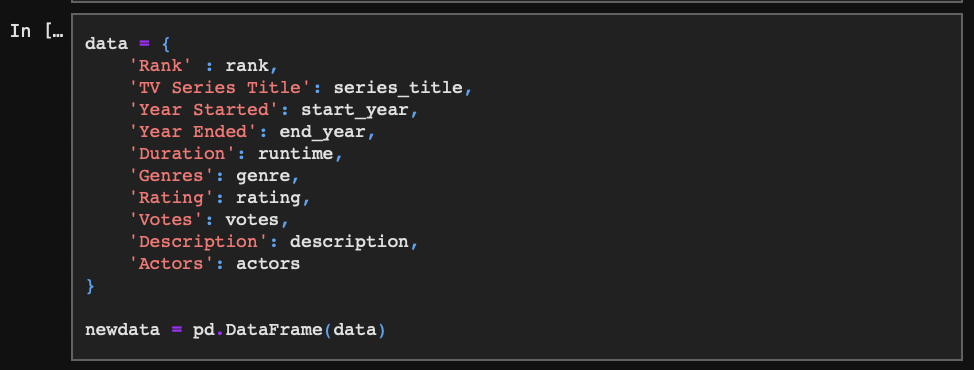 In […
data = {
    'Rank' : rank,
    'TV Series Title': series_title,
    'Year Started': start_year,
    'Year Ended': end_year,
    'Duration': runtime,
    'Genres': genre,
    'Rating': rating,
    'Votes': votes,
    'Description': description,
    'Actors': actors
}
newdata = pd.DataFrame(data)